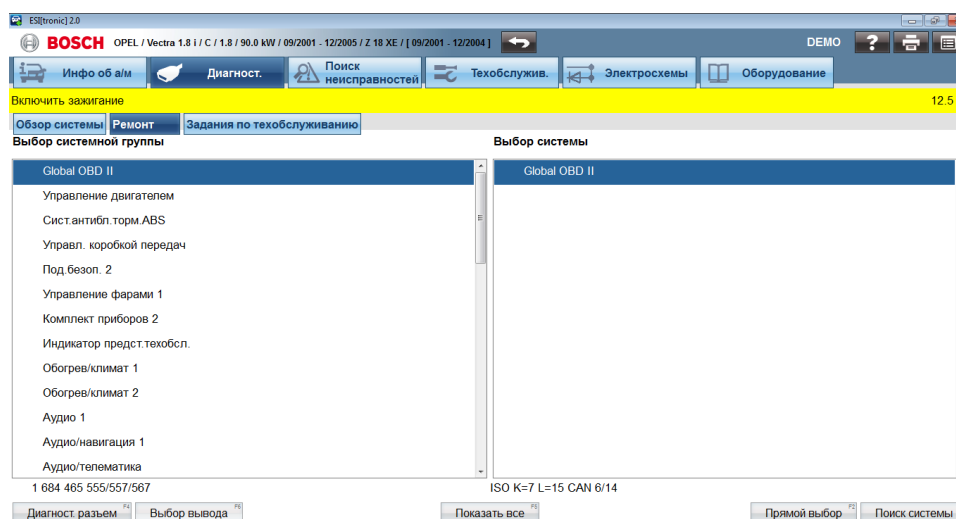 ESI[tronic] 2.0
BOSCH OPEL / Vectra 1.8 i / C / 1.8 / 90.0 kW / 09/2001 - 12/2005 / Z 18 XE / [ 09/2001 - 12/2004 ] DEMO ?
Инфо об а/м Диагност. Поиск неисправностей Техобслужив. Электросхемы Оборудование
Включить зажигание 12.5
Обзор системы Ремонт Задания по техобслуживанию
Выбор системной группы Выбор системы
Global OBD II Global OBD II
Управление двигателем
Сист.антибл.торм.ABS
Управл. коробкой передач
Под.безоп. 2
Управление фарами 1
Комплект приборов 2
Индикатор предст.техобсл.
Обогрев/климат 1
Обогрев/климат 2
Аудио 1
Аудио/навигация 1
Аудио/телематика
1 684 465 555/557/567 ISO K=7 L=15 CAN 6/14
Диагност. разъем F4 Выбор вывода F6 Показать все F5 Прямой выбор F2 Поиск системы